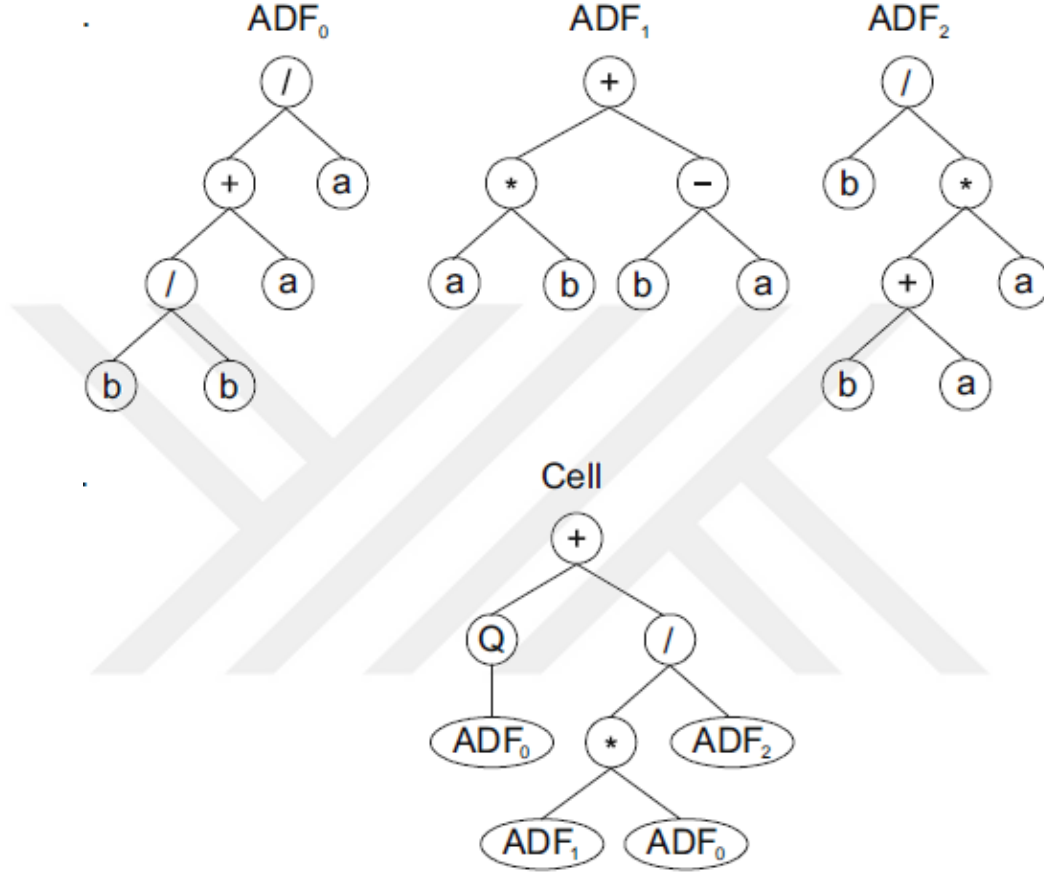 . ADF₀ ADF₁ ADF₂
/ + /
+ a * − b *
/ a a b b a + a
b b b a
. Cell
+
Q /
ADF₀ * ADF₂
ADF₁ ADF₀